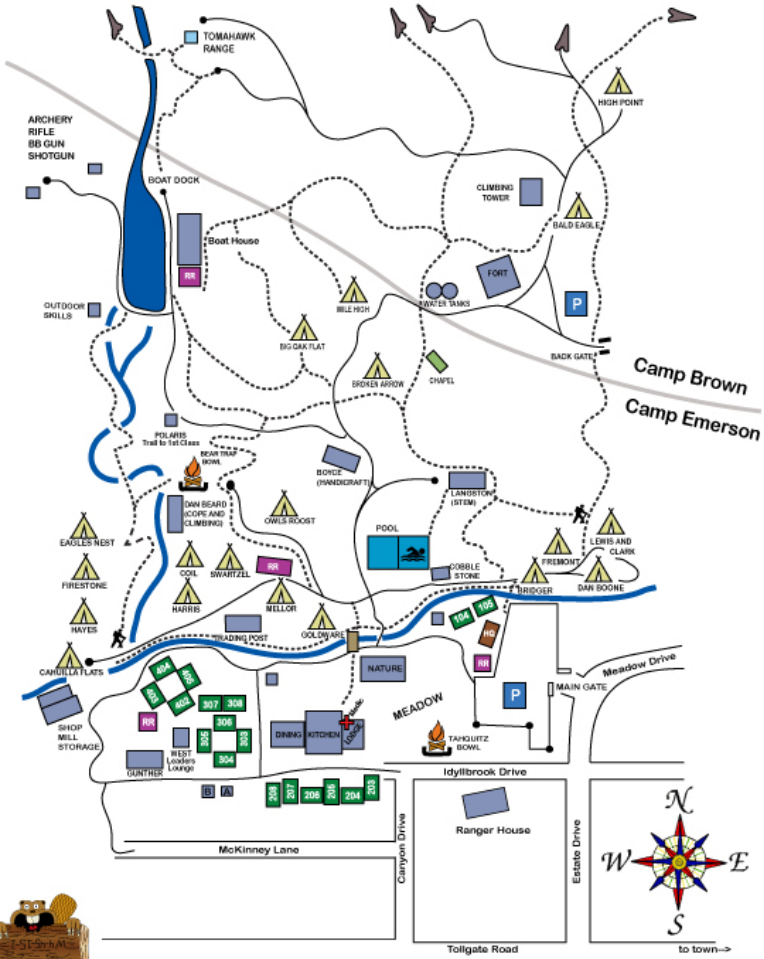 TOMAHAWK
RANGE
HIGH POINT
ARCHERY
RIFLE
BB GUN
SHOTGUN
BOAT DOCK
CLIMBING
TOWER
BALD EAGLE
Boat House
RR
FORT
WATER TANKS
P
MILE HIGH
OUTDOOR
SKILLS
BIG OAK FLAT
BACK GATE
BROKEN ARROW
CHAPEL
Camp Brown
Camp Emerson
POLARIS
Trail to 1st Class
BEAR TRAP
BOWL
BOYCE
(HANDICRAFT)
LANGSTON
(STEM)
DAN BEARD
(COPE AND
CLIMBING)
OWLS ROOST
POOL
EAGLES NEST
LEWIS AND
CLARK
FREMONT
COIL
SWARTZEL
RR
COBBLE
STONE
FIRESTONE
BRIDGER
DAN BOONE
HARRIS
MELLOR
HAYES
TRADING POST
GOLDWARE
104
105
HQ
RR
CAHUILLA FLATS
NATURE
Meadow Drive
404
405
403
402
MAIN GATE
P
307
308
MEADOW
SHOP
MILL
STORAGE
RR
306
305
303
304
DINING
KITCHEN
Medic
LODGE
TAHQUITZ
BOWL
WEST
Leaders
Lounge
GUNTHER
Idyllbrook Drive
B
A
208
207
206
205
204
203
Ranger House
McKinney Lane
Canyon Drive
Estate Drive
N
W
E
S
Tollgate Road
to town-->